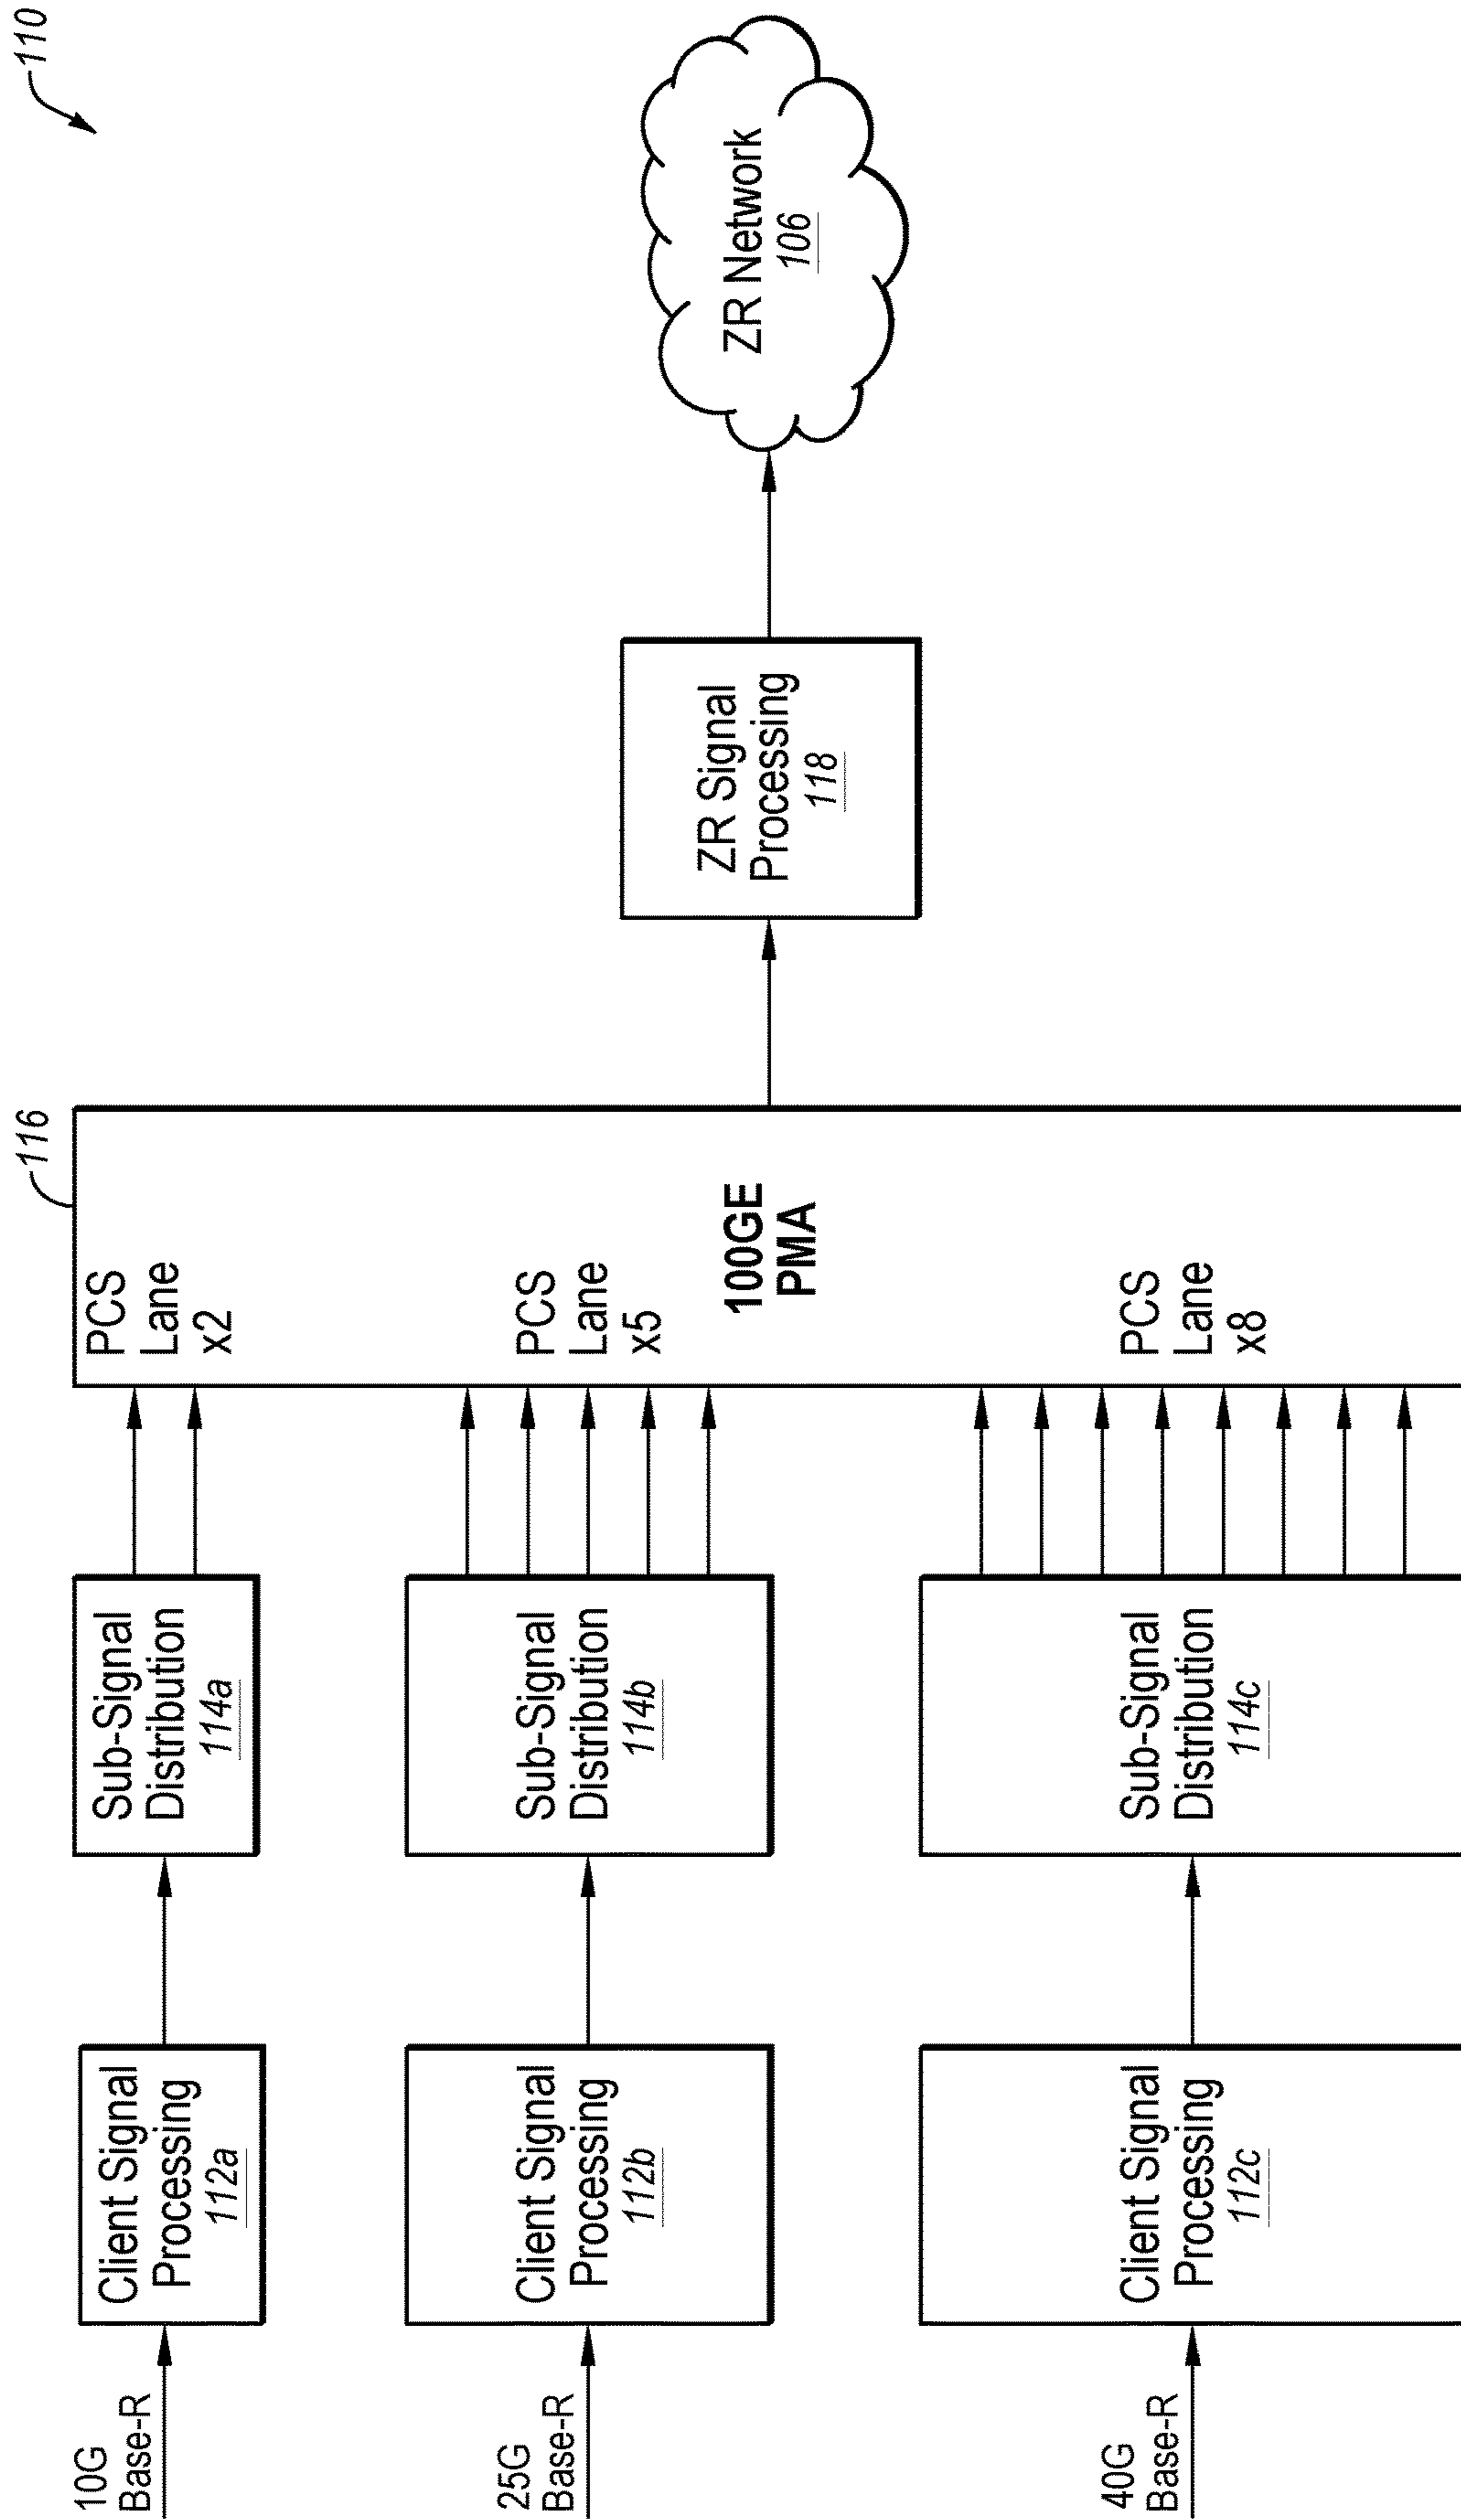 110
10G
Base-R
Client Signal
Processing
112a
Sub-Signal
Distribution
114a
PCS
Lane
x2
116
25G
Base-R
Client Signal
Processing
112b
Sub-Signal
Distribution
114b
PCS
Lane
x5
100GE
PMA
ZR Signal
Processing
118
ZR Network
106
40G
Base-R
Client Signal
Processing
112c
Sub-Signal
Distribution
114c
PCS
Lane
x8